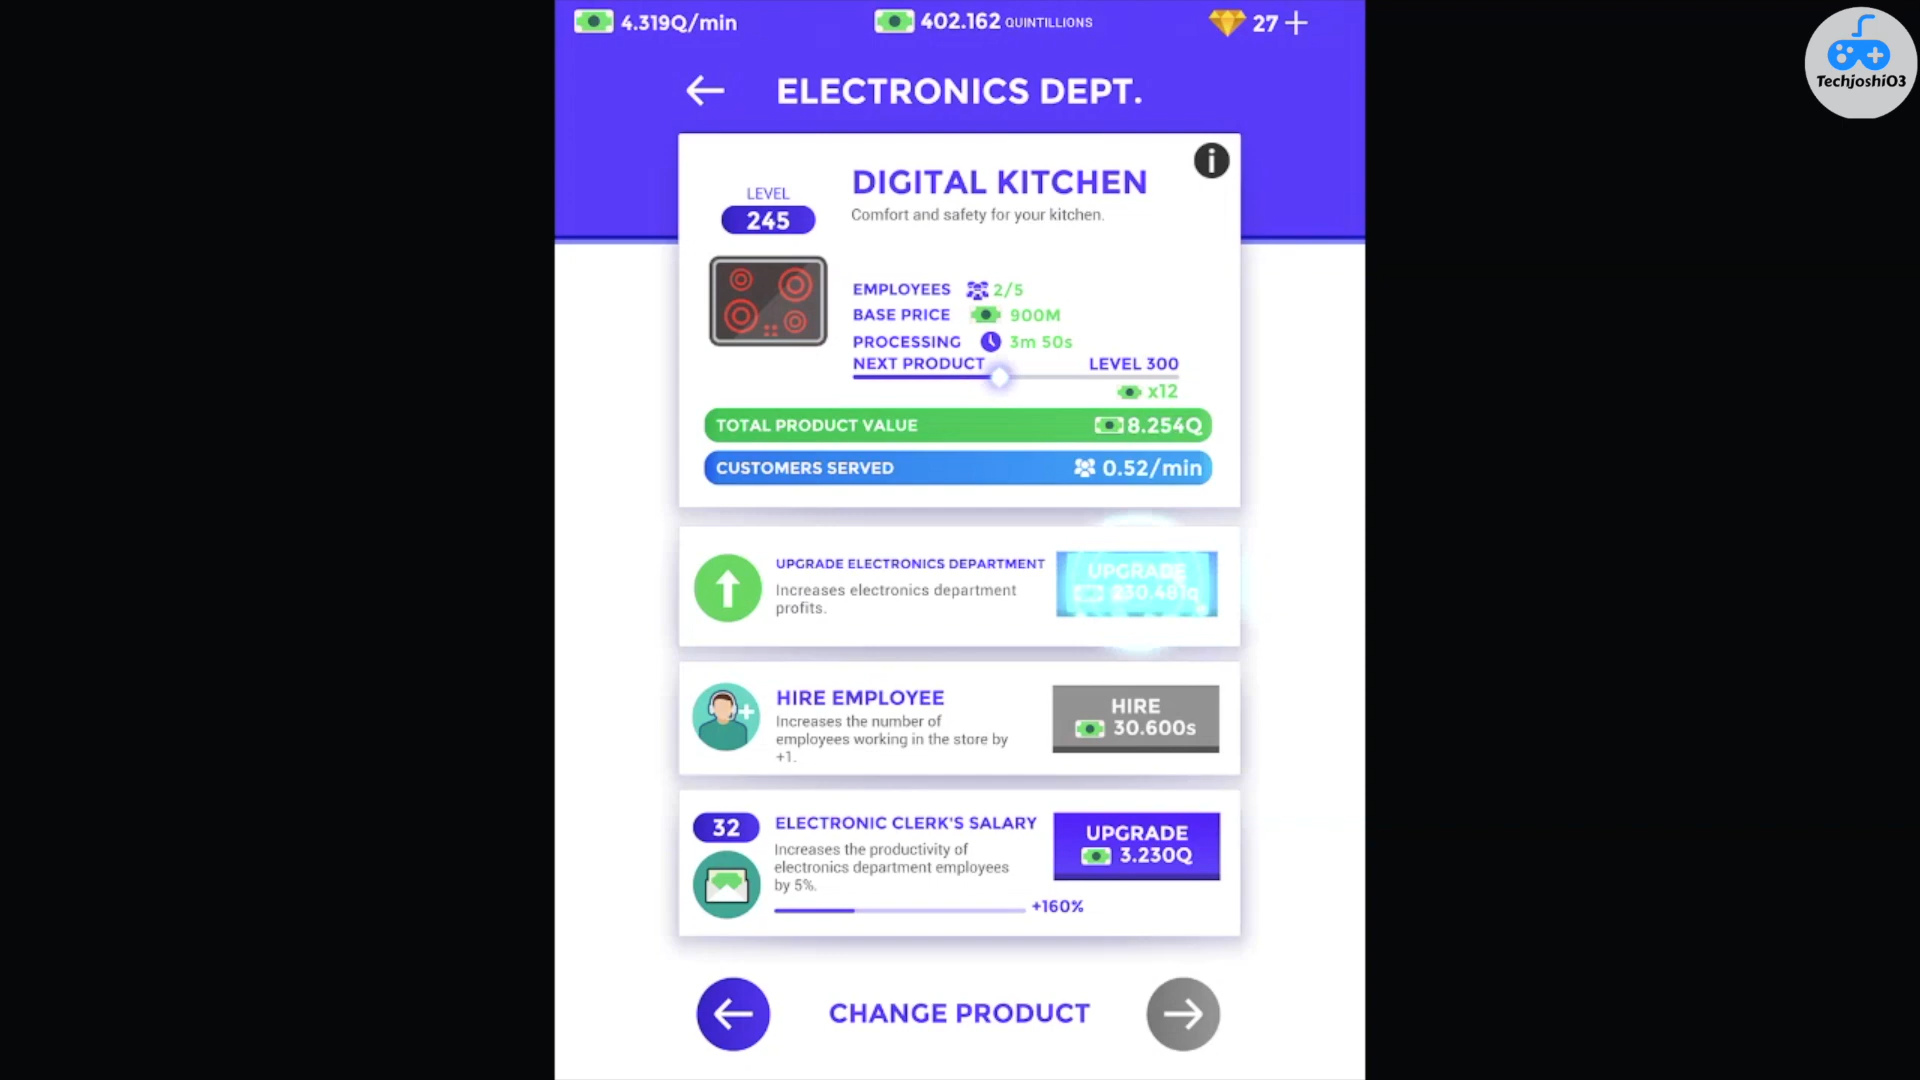 4.319Q/min
402.162 QUINTILLIONS
27
Techjoshi03
ELECTRONICS DEPT.
i
DIGITAL KITCHEN
Comfort and safety for your kitchen.
LEVEL
245
EMPLOYEES 2/5
BASE PRICE 900M
PROCESSING 3m 50s
NEXT PRODUCT LEVEL 300
x12
TOTAL PRODUCT VALUE 8.254Q
CUSTOMERS SERVED 0.52/min
UPGRADE ELECTRONICS DEPARTMENT
Increases electronics department
profits.
UPGRADE
230.481q
HIRE EMPLOYEE
Increases the number of
employees working in the store by
+1.
HIRE
30.600s
32
ELECTRONIC CLERK'S SALARY
Increases the productivity of
electronics department employees
by 5%.
+160%
UPGRADE
3.230Q
CHANGE PRODUCT